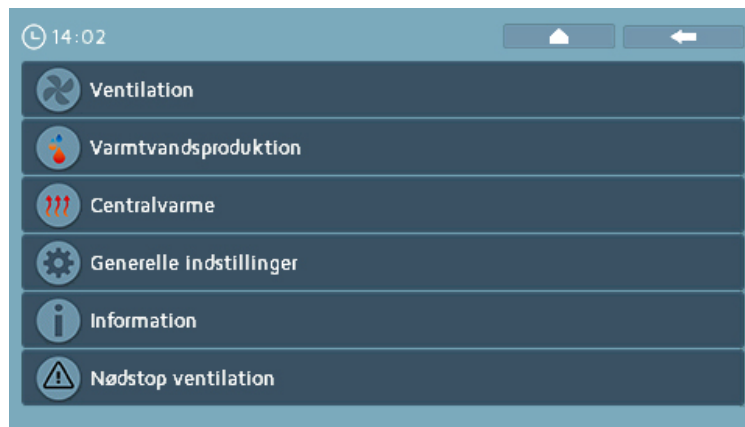 14:02
Ventilation
Varmtvandsproduktion
Centralvarme
Generelle indstillinger
Information
Nødstop ventilation